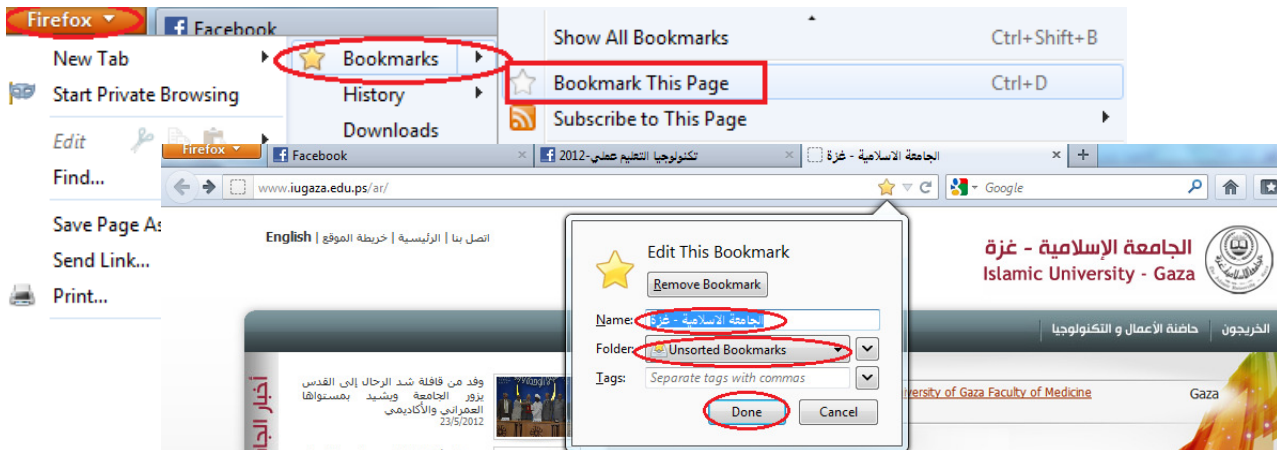 Firefox
Facebook
New Tab
Bookmarks
Show All Bookmarks Ctrl+Shift+B
Start Private Browsing
History
Bookmark This Page Ctrl+D
Edit
Downloads
Subscribe to This Page
Firefox
Facebook
تكنولوجيا التعليم عملي-2012
الجامعة الاسلامية - غزة
Find...
www.iugaza.edu.ps/ar/
Google
Save Page As
English | اتصل بنا | الرئيسية | خريطة الموقع
Send Link...
Print...
Edit This Bookmark
Remove Bookmark
Name: الجامعة الاسلامية - غزة
Folder: Unsorted Bookmarks
Tags: Separate tags with commas
Done Cancel
الجامعة الإسلامية - غزة
Islamic University - Gaza
الخريجون حاضنة الأعمال و التكنولوجيا
University of Gaza Faculty of Medicine
Gaza
أخبار
وفد من قافلة شد الرحال إلى القدس
يزور الجامعة ويشيد بمستواها
العمراني والأكاديمي
23/5/2012